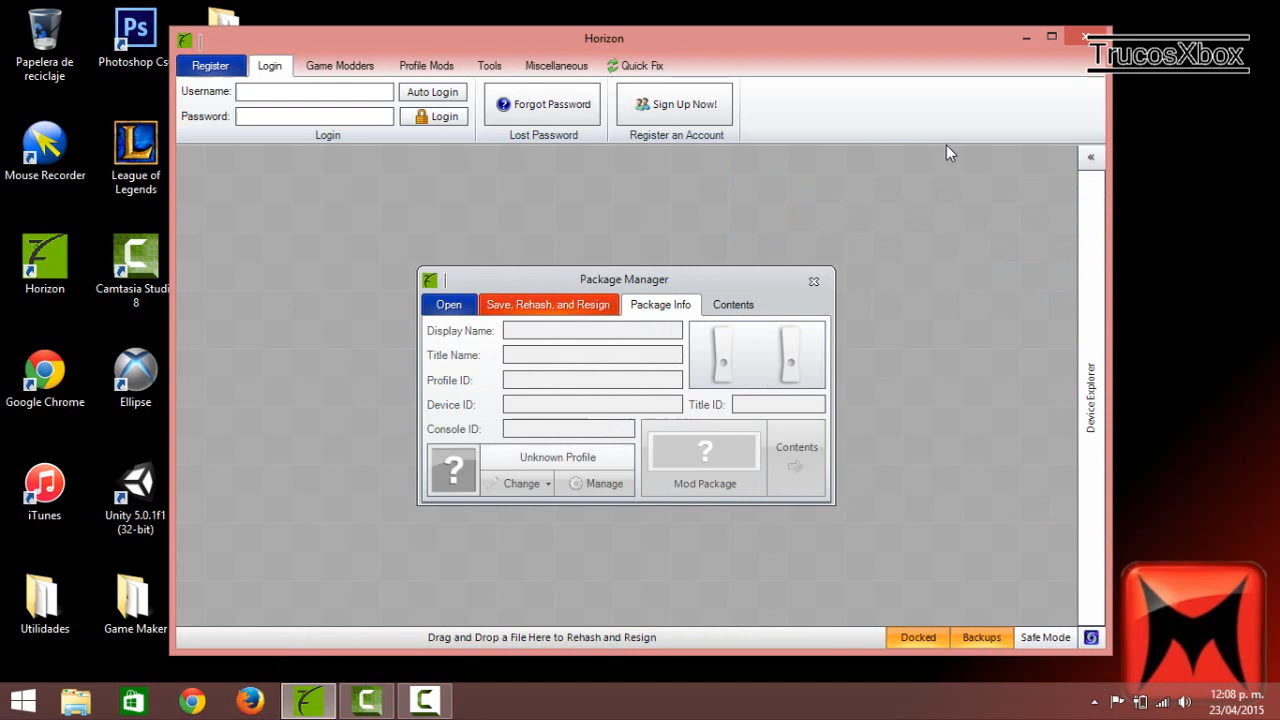 Papelera de
reciclaje
Photoshop Cs
Mouse Recorder
League of
Legends
Horizon
Camtasia Studi
8
Google Chrome
Ellipse
iTunes
Unity 5.0.1f1
(32-bit)
Utilidades
Game Maker
Horizon
TrucosXbox
Register
Login
Game Modders
Profile Mods
Tools
Miscellaneous
Quick Fix
Username:
Auto Login
Password:
Login
Login
Forgot Password
Lost Password
Sign Up Now!
Register an Account
Package Manager
Open
Save, Rehash, and Resign
Package Info
Contents
Display Name:
Title Name:
Profile ID:
Device ID:
Title ID:
Console ID:
?
Unknown Profile
Change
Manage
?
Mod Package
Contents
Device Explorer
Drag and Drop a File Here to Rehash and Resign
Docked
Backups
Safe Mode
12:08 p. m.
23/04/2015